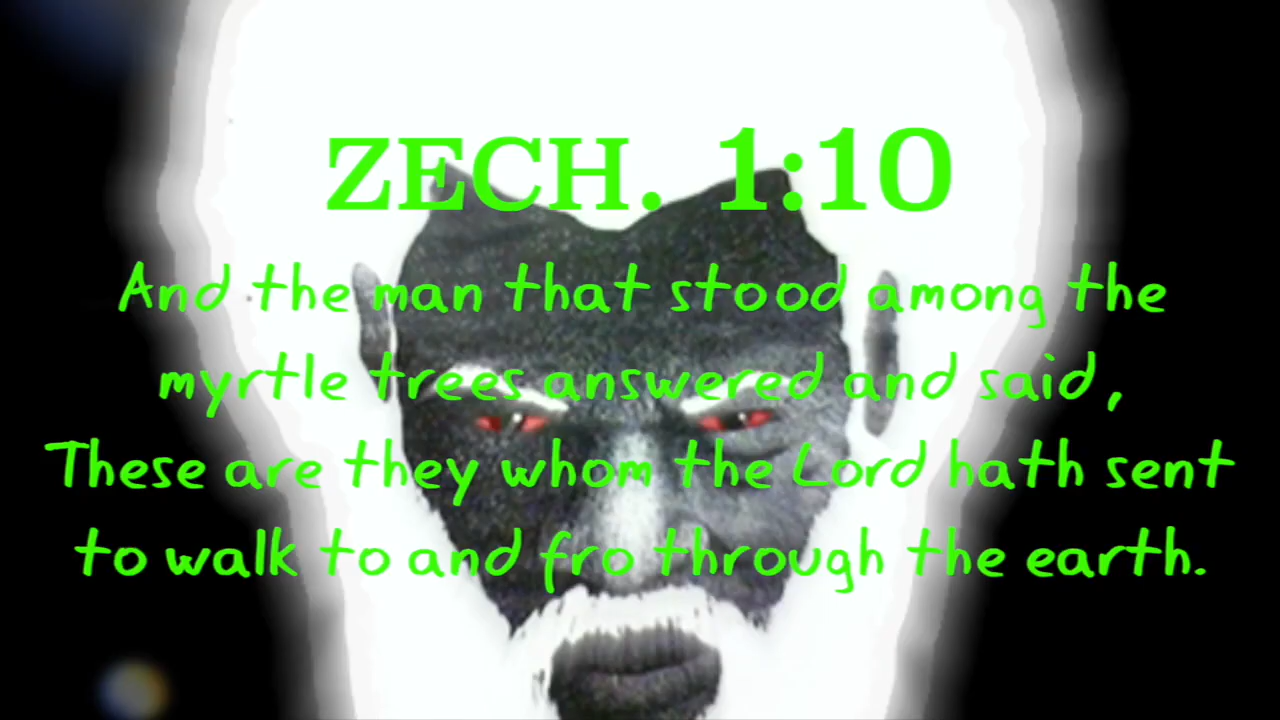 ZECH. 1:10
And the man that stood among the
myrtle trees answered and said,
These are they whom the Lord hath sent
to walk to and fro through the earth.